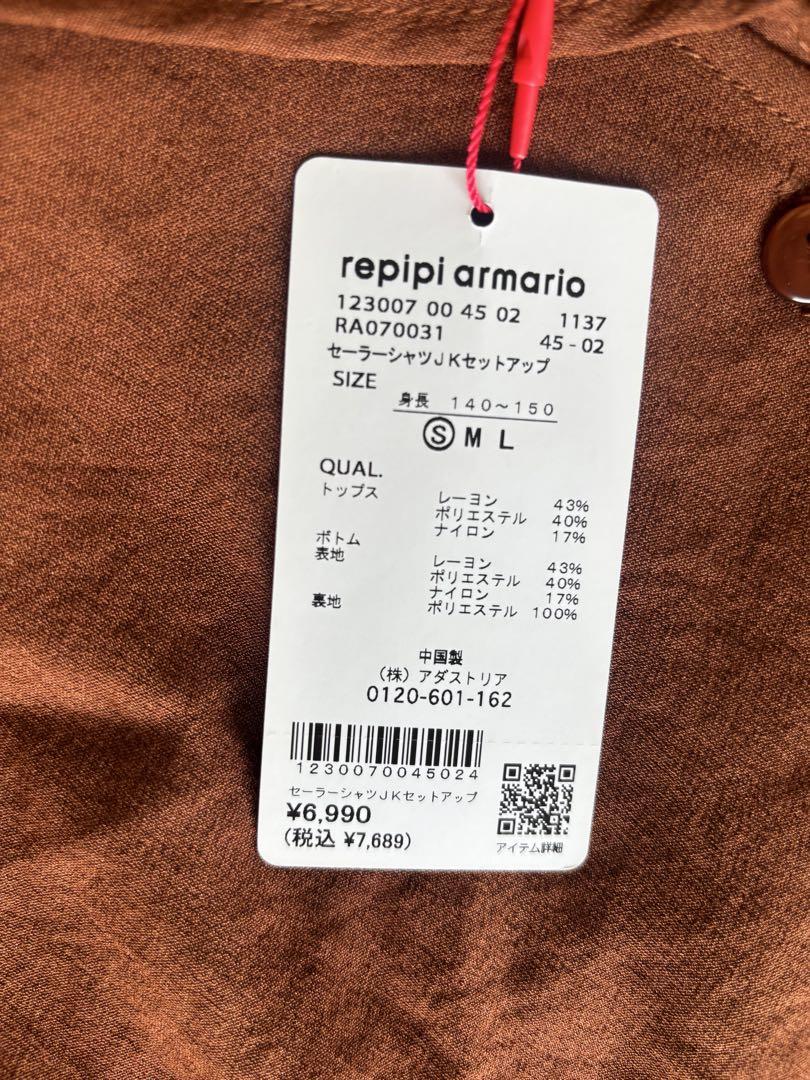 repipi armario
123007 00 45 02 1137
RA070031 45-02
セーラーシャツJKセットアップ
SIZE
身長 140~150
S M L
QUAL.
トップス レーヨン 43%
ポリエステル 40%
ナイロン 17%
ボトム
表地 レーヨン 43%
ポリエステル 40%
ナイロン 17%
裏地 ポリエステル 100%
中国製
(株)アダストリア
0120-601-162
1230070045024
セーラーシャツJKセットアップ
¥6,990
(税込 ¥7,689)
アイテム詳細